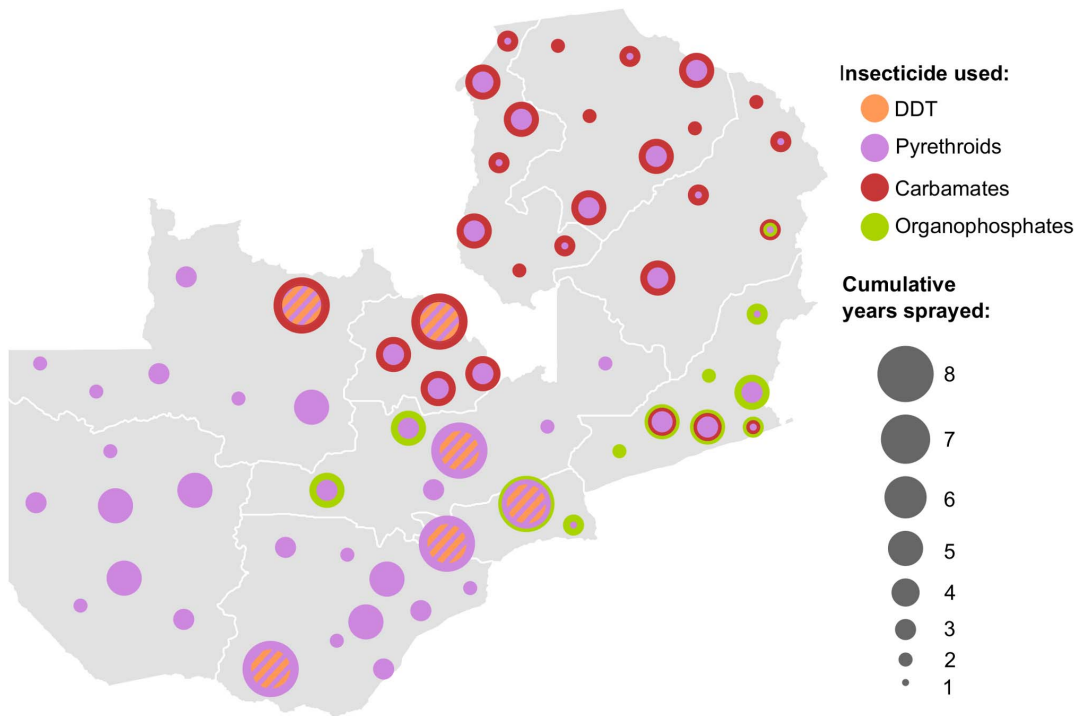 Insecticide used:
DDT
Pyrethroids
Carbamates
Organophosphates
Cumulative
years sprayed:
8
7
6
5
4
3
2
1